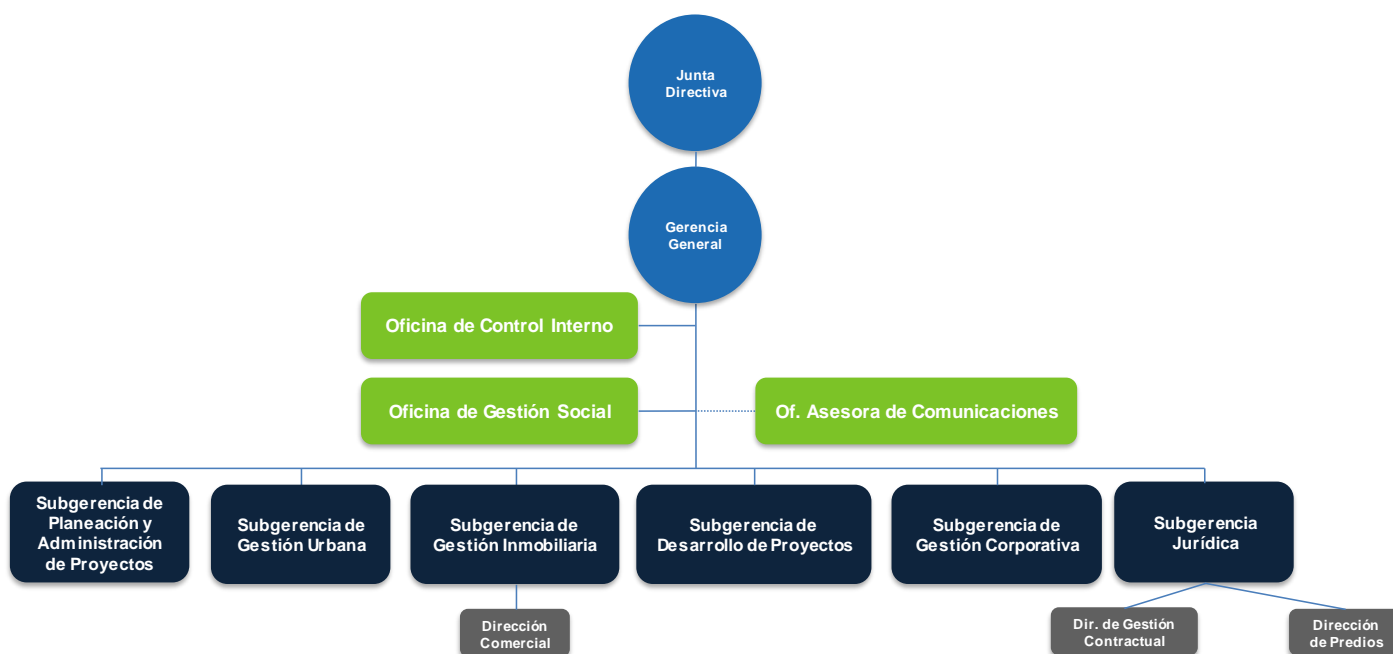 Junta
Directiva
Gerencia
General
Oficina de Control Interno
Oficina de Gestión Social
Of. Asesora de Comunicaciones
Subgerencia de
Planeación y
Administración
de Proyectos
Subgerencia de
Gestión Urbana
Subgerencia de
Gestión Inmobiliaria
Subgerencia de
Desarrollo de Proyectos
Subgerencia de
Gestión Corporativa
Subgerencia
Jurídica
Dirección
Comercial
Dir. de Gestión
Contractual
Dirección
de Predios